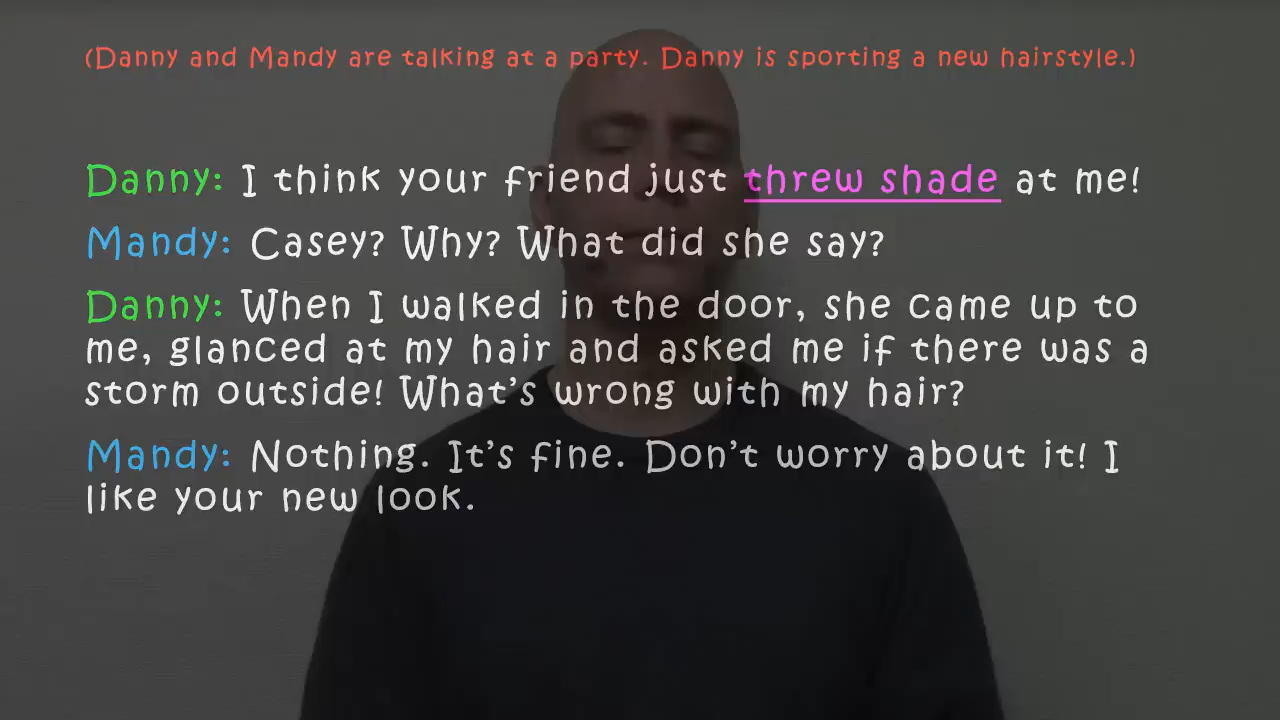 (Danny and Mandy are talking at a party. Danny is sporting a new hairstyle.)
Danny: I think your friend just threw shade at me!
Mandy: Casey? Why? What did she say?
Danny: When I walked in the door, she came up to
me, glanced at my hair and asked me if there was a
storm outside! What's wrong with my hair?
Mandy: Nothing. It's fine. Don't worry about it! I
like your new look.